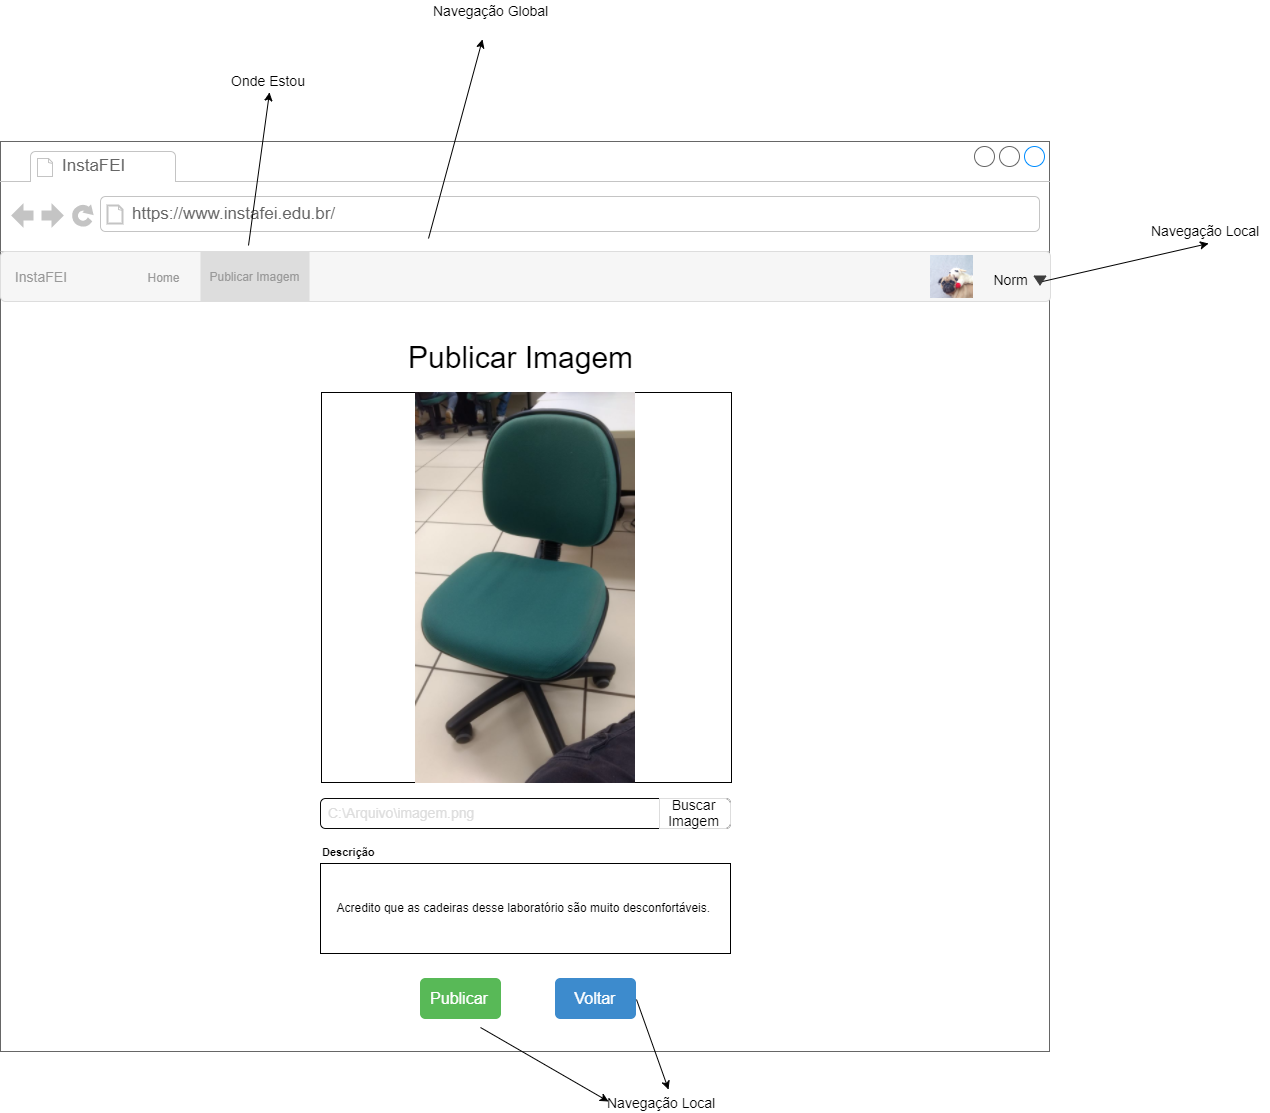 Navegação Global
Onde Estou
InstaFEI
https://www.instafei.edu.br/
Navegação Local
InstaFEI
Home
Publicar Imagem
Norm
Publicar Imagem
C:\Arquivo\imagem.png
Buscar
Imagem
Descrição
Acredito que as cadeiras desse laboratório são muito desconfortáveis.
Publicar
Voltar
Navegação Local